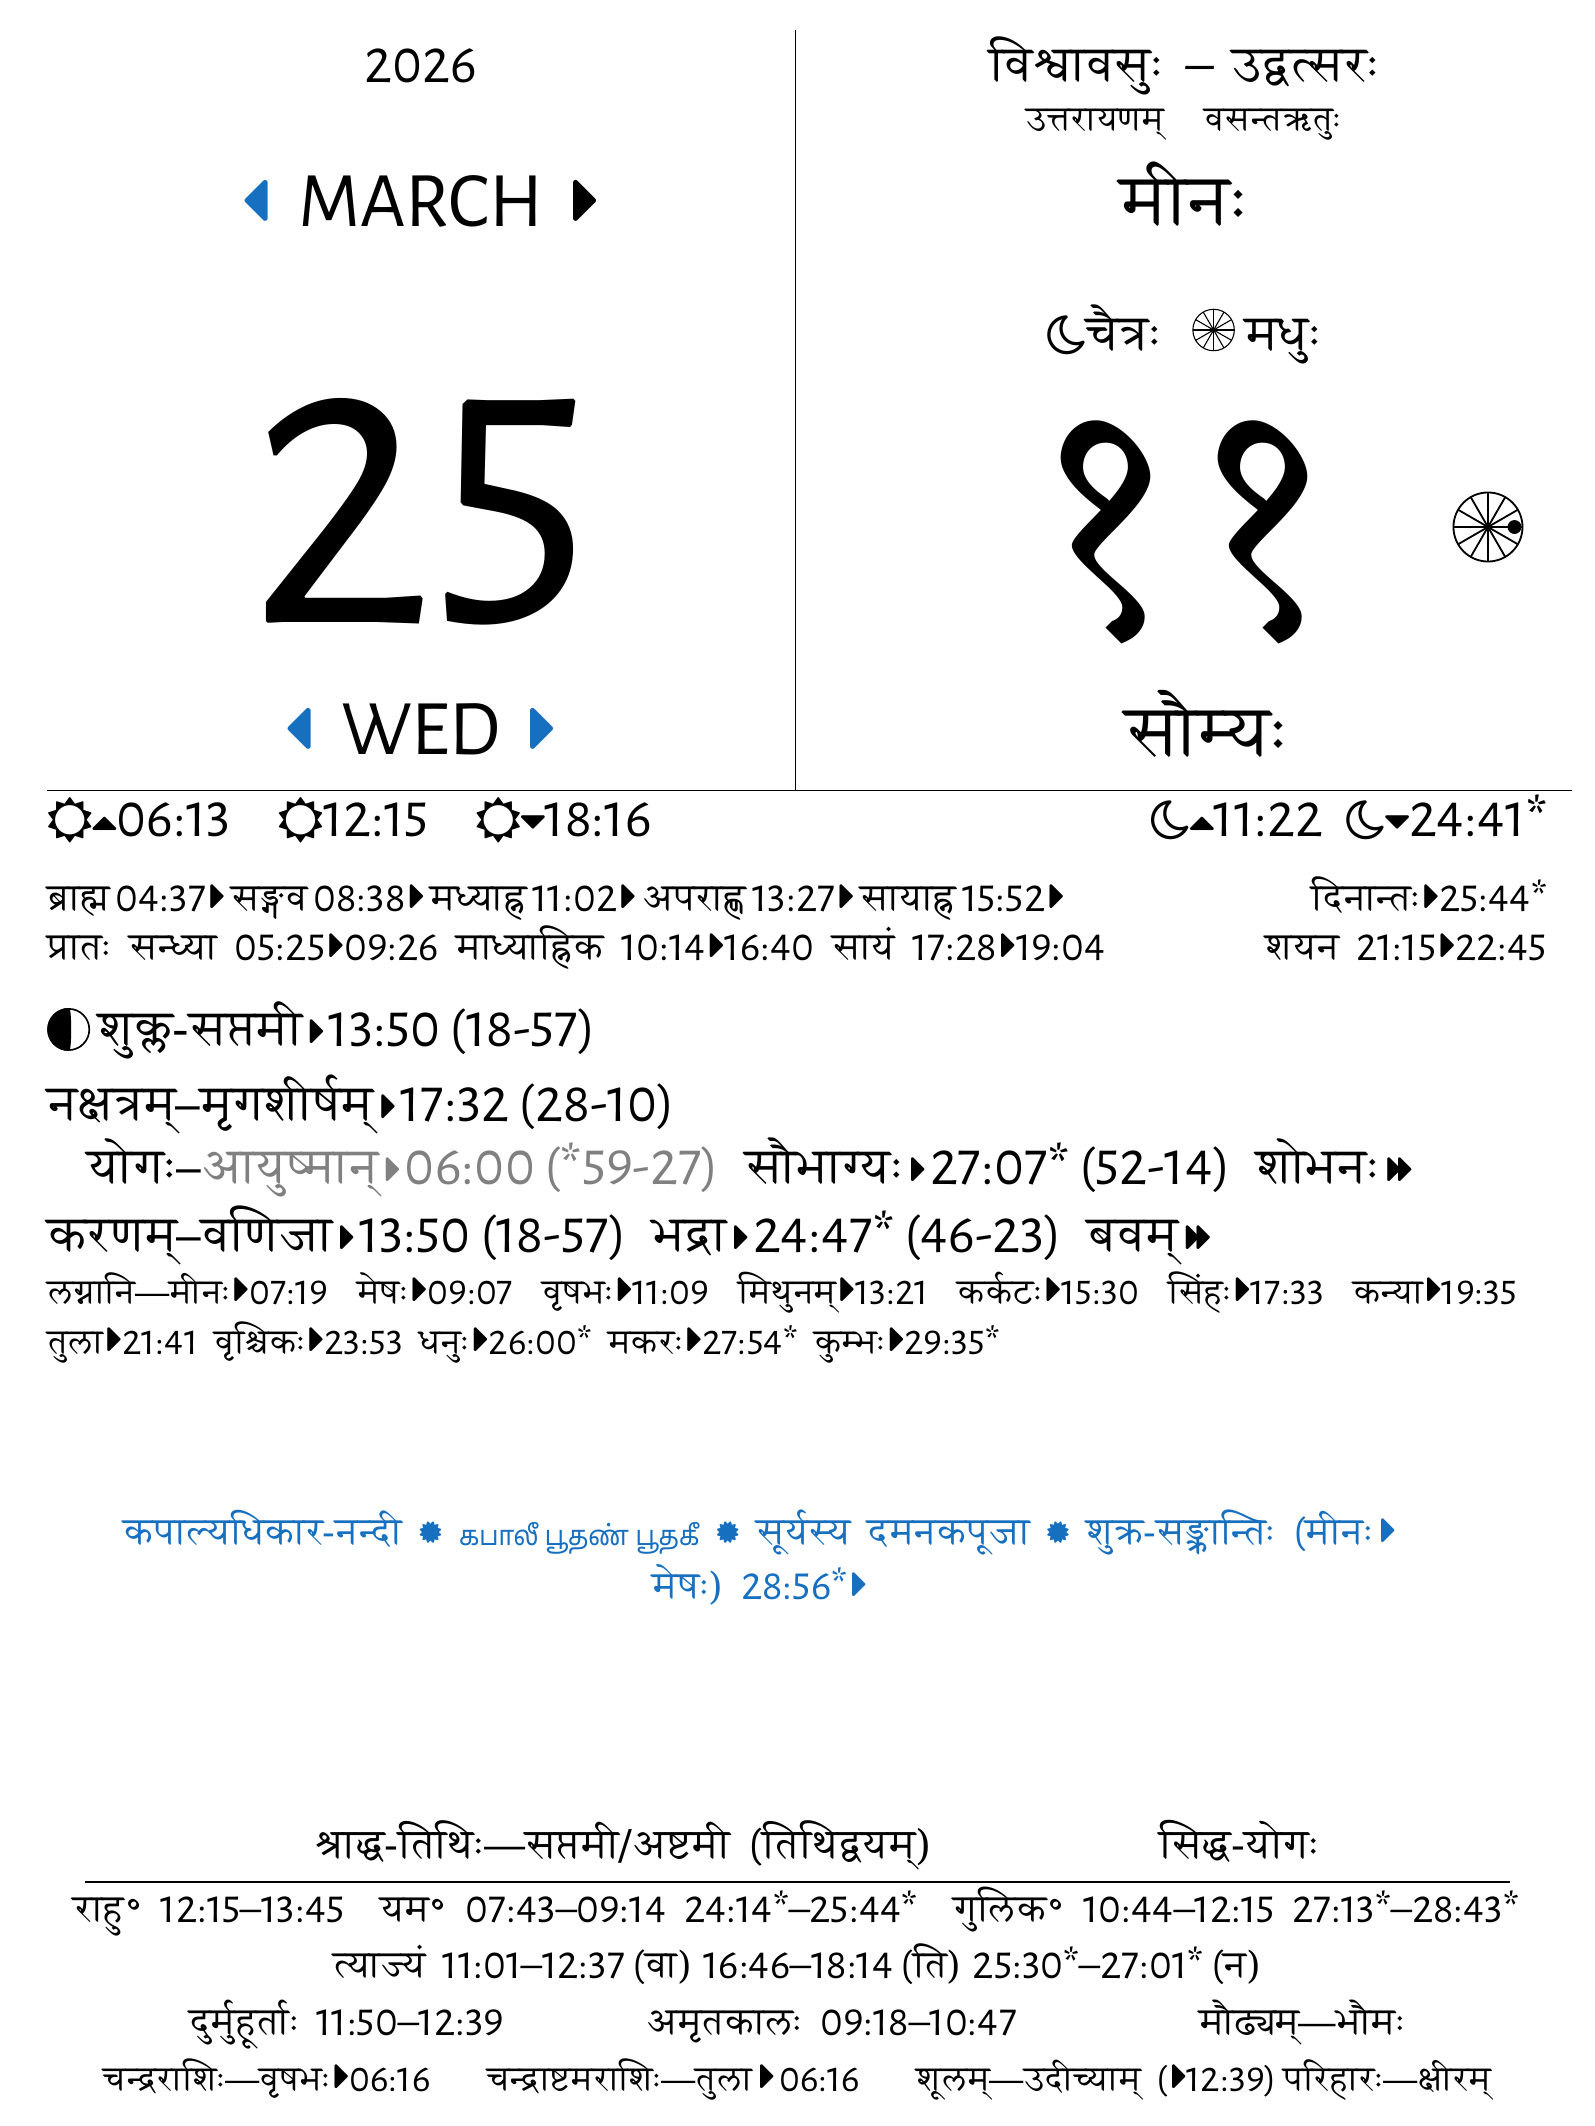 2026
MARCH
25
WED
विश्वावसुः – उद्वत्सरः
उत्तरायणम् वसन्तऋतुः
मीनः
चैत्रः मधुः
११
सौम्यः
06:13 12:15 18:16 11:22 24:41*
ब्राह्म 04:37 सङ्गव 08:38 मध्याह्न 11:02 अपराह्ण 13:27 सायाह्न 15:52 दिनान्तः 25:44*
प्रातः सन्ध्या 05:25 09:26 माध्याह्निक 10:14 16:40 सायं 17:28 19:04 शयन 21:15 22:45
शुक्ल-सप्तमी 13:50 (18-57)
नक्षत्रम्–मृगशीर्षम् 17:32 (28-10)
योगः–आयुष्मान् 06:00 (*59-27) सौभाग्यः 27:07* (52-14) शोभनः
करणम्–वणिजा 13:50 (18-57) भद्रा 24:47* (46-23) बवम्
लग्नानि—मीनः 07:19 मेषः 09:07 वृषभः 11:09 मिथुनम् 13:21 कर्कटः 15:30 सिंहः 17:33 कन्या 19:35
तुला 21:41 वृश्चिकः 23:53 धनुः 26:00* मकरः 27:54* कुम्भः 29:35*
कपाल्यधिकार-नन्दी ✹ கபாலீ பூதண் பூதகீ ✹ सूर्यस्य दमनकपूजा ✹ शुक्र-सङ्क्रान्तिः (मीनः
मेषः) 28:56*
श्राद्ध-तिथिः—सप्तमी/अष्टमी (तिथिद्वयम्) सिद्ध-योगः
राहु॰ 12:15–13:45 यम॰ 07:43–09:14 24:14*–25:44* गुलिक॰ 10:44–12:15 27:13*–28:43*
त्याज्यं 11:01–12:37 (वा) 16:46–18:14 (ति) 25:30*–27:01* (न)
दुर्मुहूर्ताः 11:50–12:39 अमृतकालः 09:18–10:47 मौढ्यम्—भौमः
चन्द्रराशिः—वृषभः 06:16 चन्द्राष्टमराशिः—तुला 06:16 शूलम्—उदीच्याम् (12:39) परिहारः—क्षीरम्